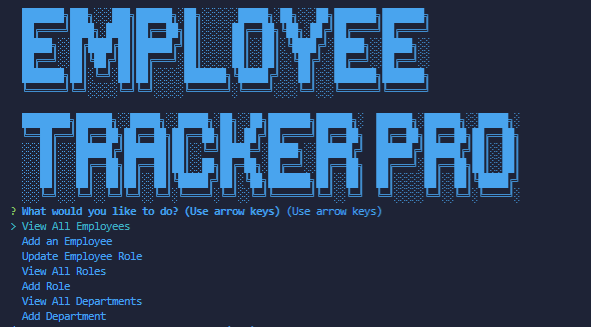 EMPLOYEE
TRACKER PRO
? What would you like to do? (Use arrow keys) (Use arrow keys)
> View All Employees
Add an Employee
Update Employee Role
View All Roles
Add Role
View All Departments
Add Department